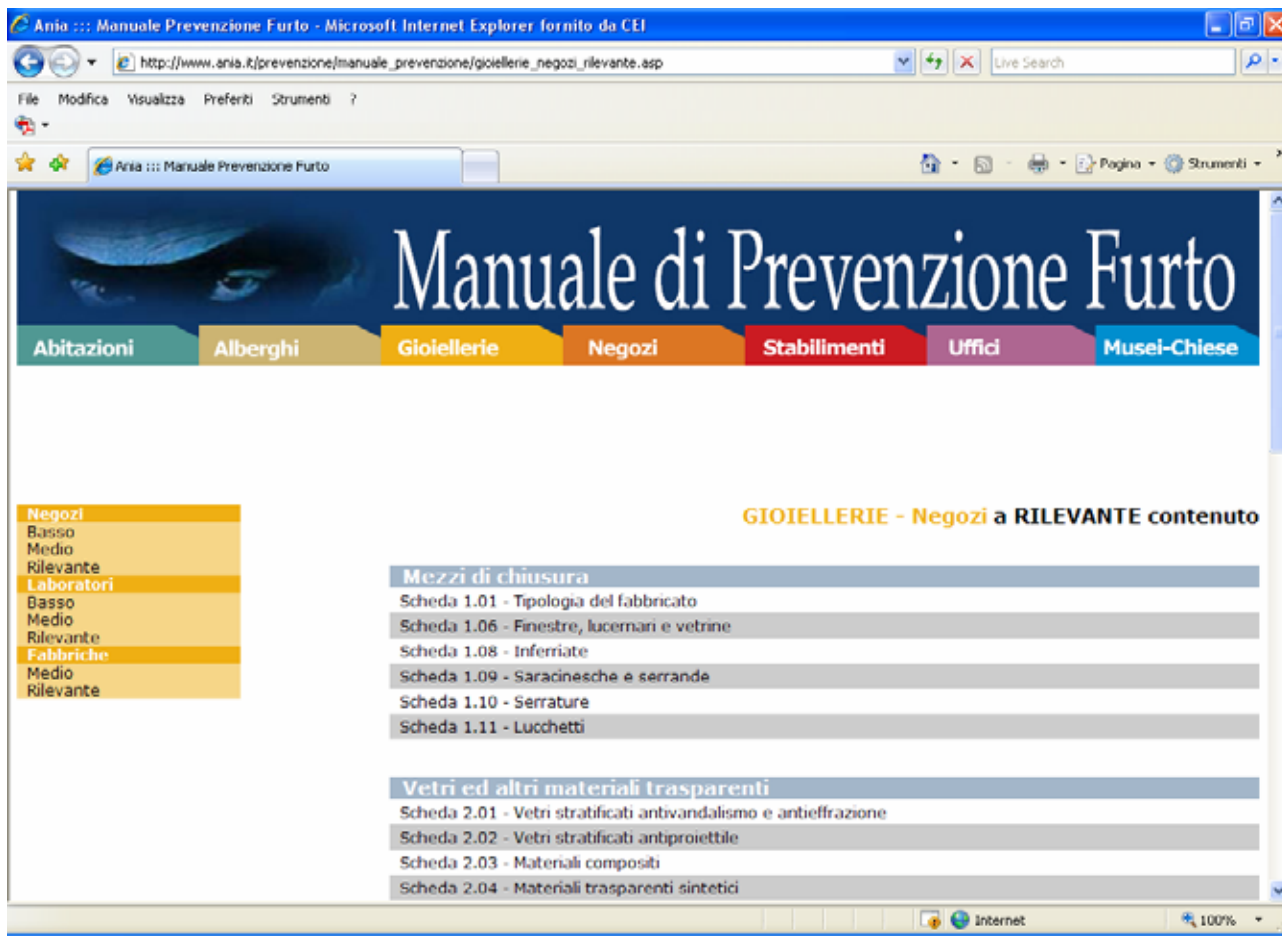 Ania ::: Manuale Prevenzione Furto - Microsoft Internet Explorer fornito da CEI
http://www.ania.it/prevenzione/manuale_prevenzione/gioiellerie_negozi_rilevante.asp
Live Search
File Modifica Visualizza Preferiti Strumenti ?
Ania ::: Manuale Prevenzione Furto
Pagina
Strumenti
Manuale di Prevenzione Furto
Abitazioni
Alberghi
Gioiellerie
Negozi
Stabilimenti
Uffici
Musei-Chiese
Negozi
Basso
Medio
Rilevante
Laboratori
Basso
Medio
Rilevante
Fabbriche
Medio
Rilevante
GIOIELLERIE - Negozi a RILEVANTE contenuto
Mezzi di chiusura
Scheda 1.01 - Tipologia del fabbricato
Scheda 1.06 - Finestre, lucernari e vetrine
Scheda 1.08 - Inferriate
Scheda 1.09 - Saracinesche e serrande
Scheda 1.10 - Serrature
Scheda 1.11 - Lucchetti
Vetri ed altri materiali trasparenti
Scheda 2.01 - Vetri stratificati antivandalismo e antieffrazione
Scheda 2.02 - Vetri stratificati antiproiettile
Scheda 2.03 - Materiali compositi
Scheda 2.04 - Materiali trasparenti sintetici
Internet
100%